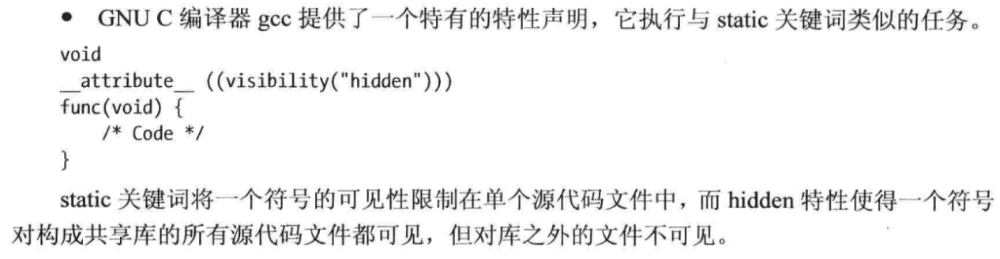 ● GNU C 编译器 gcc 提供了一个特有的特性声明，它执行与 static 关键词类似的任务。
void
__attribute__ ((visibility("hidden")))
func(void) {
    /* Code */
}
static 关键词将一个符号的可见性限制在单个源代码文件中，而 hidden 特性使得一个符号
对构成共享库的所有源代码文件都可见，但对库之外的文件不可见。